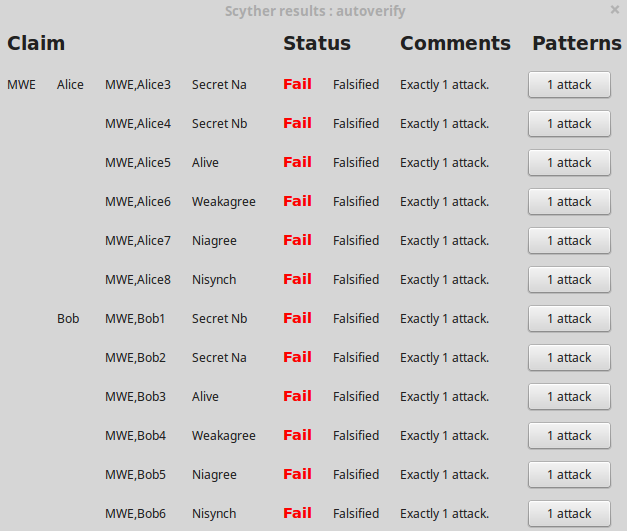 Scyther results : autoverify ×
Claim Status Comments Patterns
MWE Alice MWE,Alice3 Secret Na Fail Falsified Exactly 1 attack. 1 attack
MWE,Alice4 Secret Nb Fail Falsified Exactly 1 attack. 1 attack
MWE,Alice5 Alive Fail Falsified Exactly 1 attack. 1 attack
MWE,Alice6 Weakagree Fail Falsified Exactly 1 attack. 1 attack
MWE,Alice7 Niagree Fail Falsified Exactly 1 attack. 1 attack
MWE,Alice8 Nisynch Fail Falsified Exactly 1 attack. 1 attack
Bob MWE,Bob1 Secret Nb Fail Falsified Exactly 1 attack. 1 attack
MWE,Bob2 Secret Na Fail Falsified Exactly 1 attack. 1 attack
MWE,Bob3 Alive Fail Falsified Exactly 1 attack. 1 attack
MWE,Bob4 Weakagree Fail Falsified Exactly 1 attack. 1 attack
MWE,Bob5 Niagree Fail Falsified Exactly 1 attack. 1 attack
MWE,Bob6 Nisynch Fail Falsified Exactly 1 attack. 1 attack